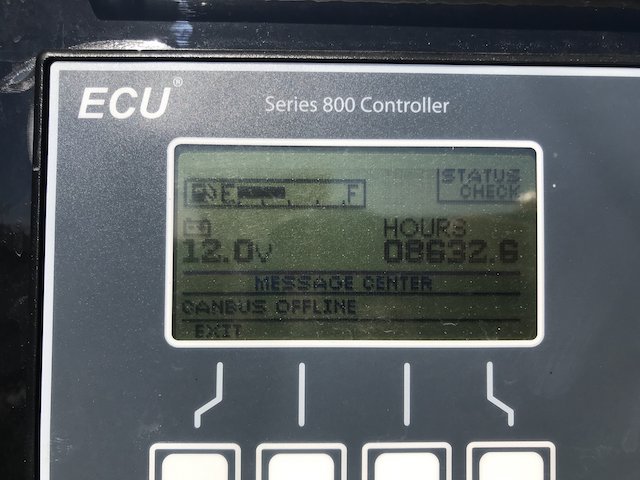 ECU®
Series 800 Controller
STATUS
CHECK
E F
HOURS
12.0V 08632.6
MESSAGE CENTER
CANBUS OFFLINE
EXIT